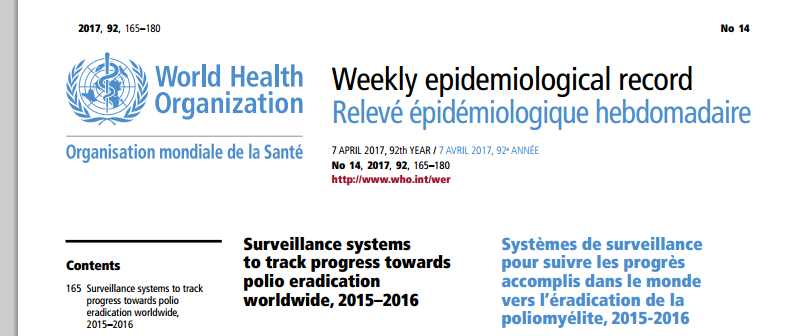 2017, 92, 165–180
No 14
World Health
Organization
Organisation mondiale de la Santé
Weekly epidemiological record
Relevé épidémiologique hebdomadaire
7 APRIL 2017, 92th YEAR / 7 AVRIL 2017, 92e ANNÉE
No 14, 2017, 92, 165–180
http://www.who.int/wer
Contents
165 Surveillance systems to track
progress towards polio
eradication worldwide,
2015–2016
Surveillance systems
to track progress towards
polio eradication
worldwide, 2015–2016
Systèmes de surveillance
pour suivre les progrès
accomplis dans le monde
vers l’éradication de la
poliomyélite, 2015-2016